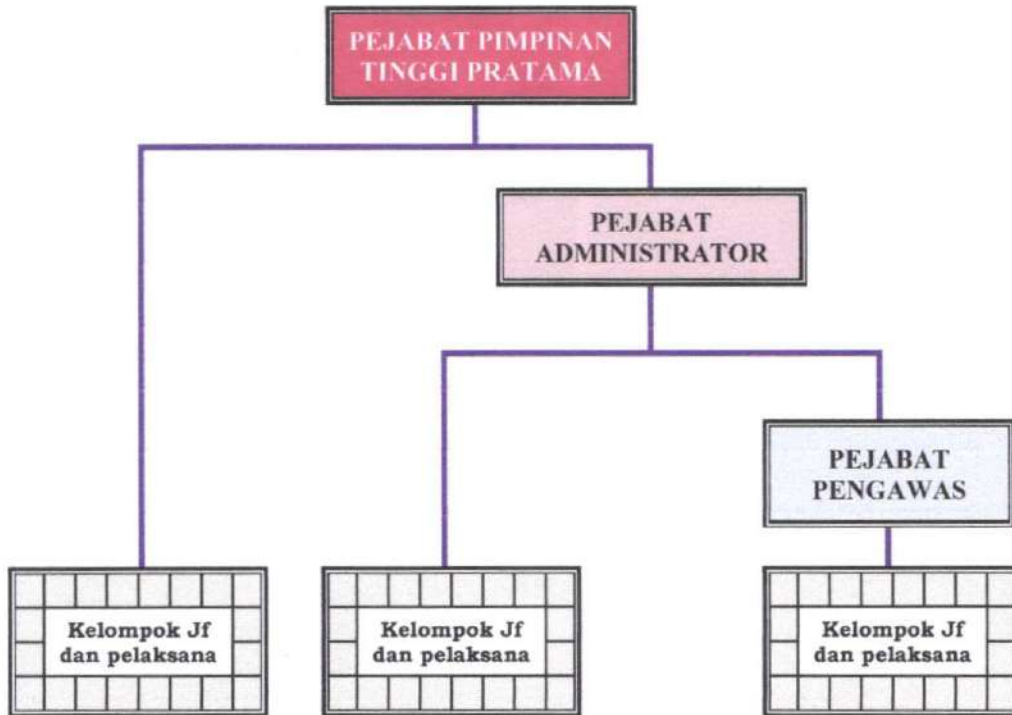 PEJABAT PIMPINAN
TINGGI PRATAMA
PEJABAT
ADMINISTRATOR
PEJABAT
PENGAWAS
Kelompok Jf
dan pelaksana
Kelompok Jf
dan pelaksana
Kelompok Jf
dan pelaksana